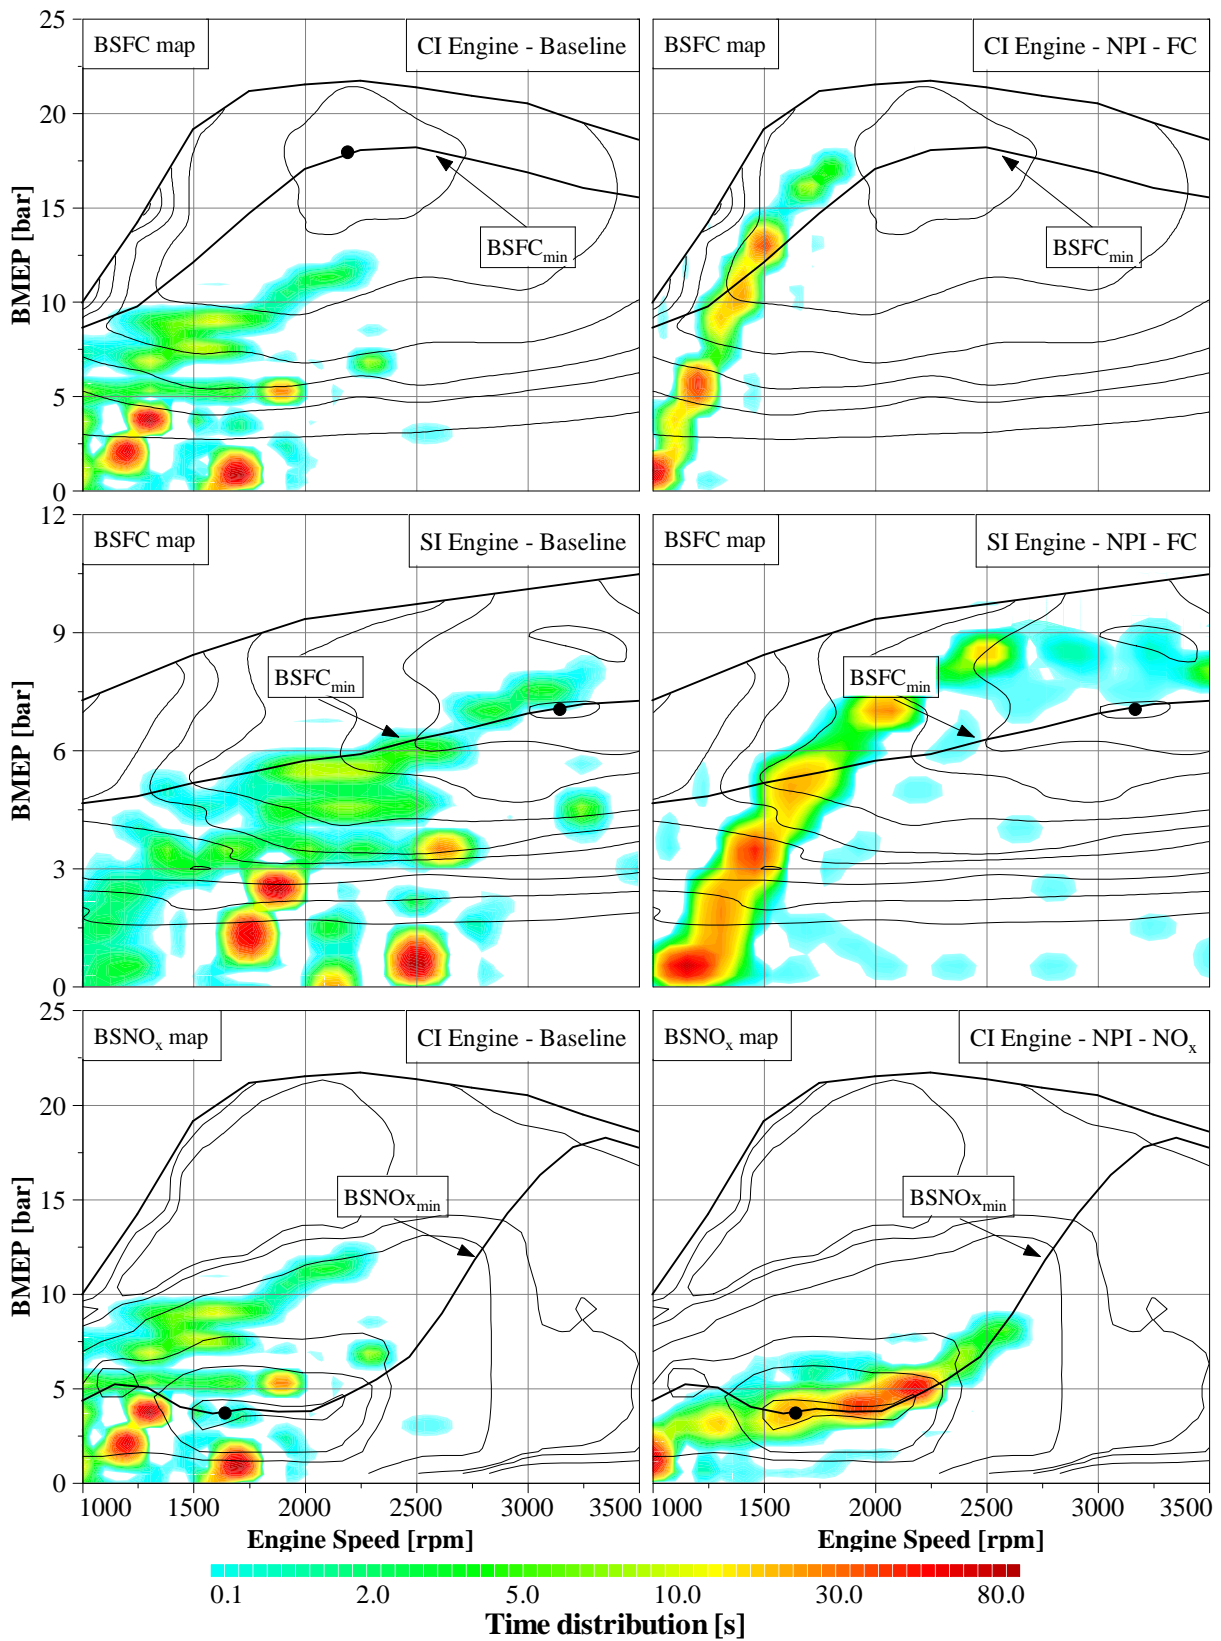 25
BSFC map
CI Engine - Baseline
BSFC map
CI Engine - NPI - FC
20
15
BMEP [bar]
BSFCmin
BSFCmin
10
5
0
12
BSFC map
SI Engine - Baseline
BSFC map
SI Engine - NPI - FC
9
BSFCmin
BSFCmin
BMEP [bar]
6
3
0
25
BSNOx map
CI Engine - Baseline
BSNOx map
CI Engine - NPI - NOx
20
15
BSNOxmin
BSNOxmin
BMEP [bar]
10
5
0
1000 1500 2000 2500 3000 3500 1000 1500 2000 2500 3000 3500
Engine Speed [rpm] Engine Speed [rpm]
0.1 2.0 5.0 10.0 30.0 80.0
Time distribution [s]